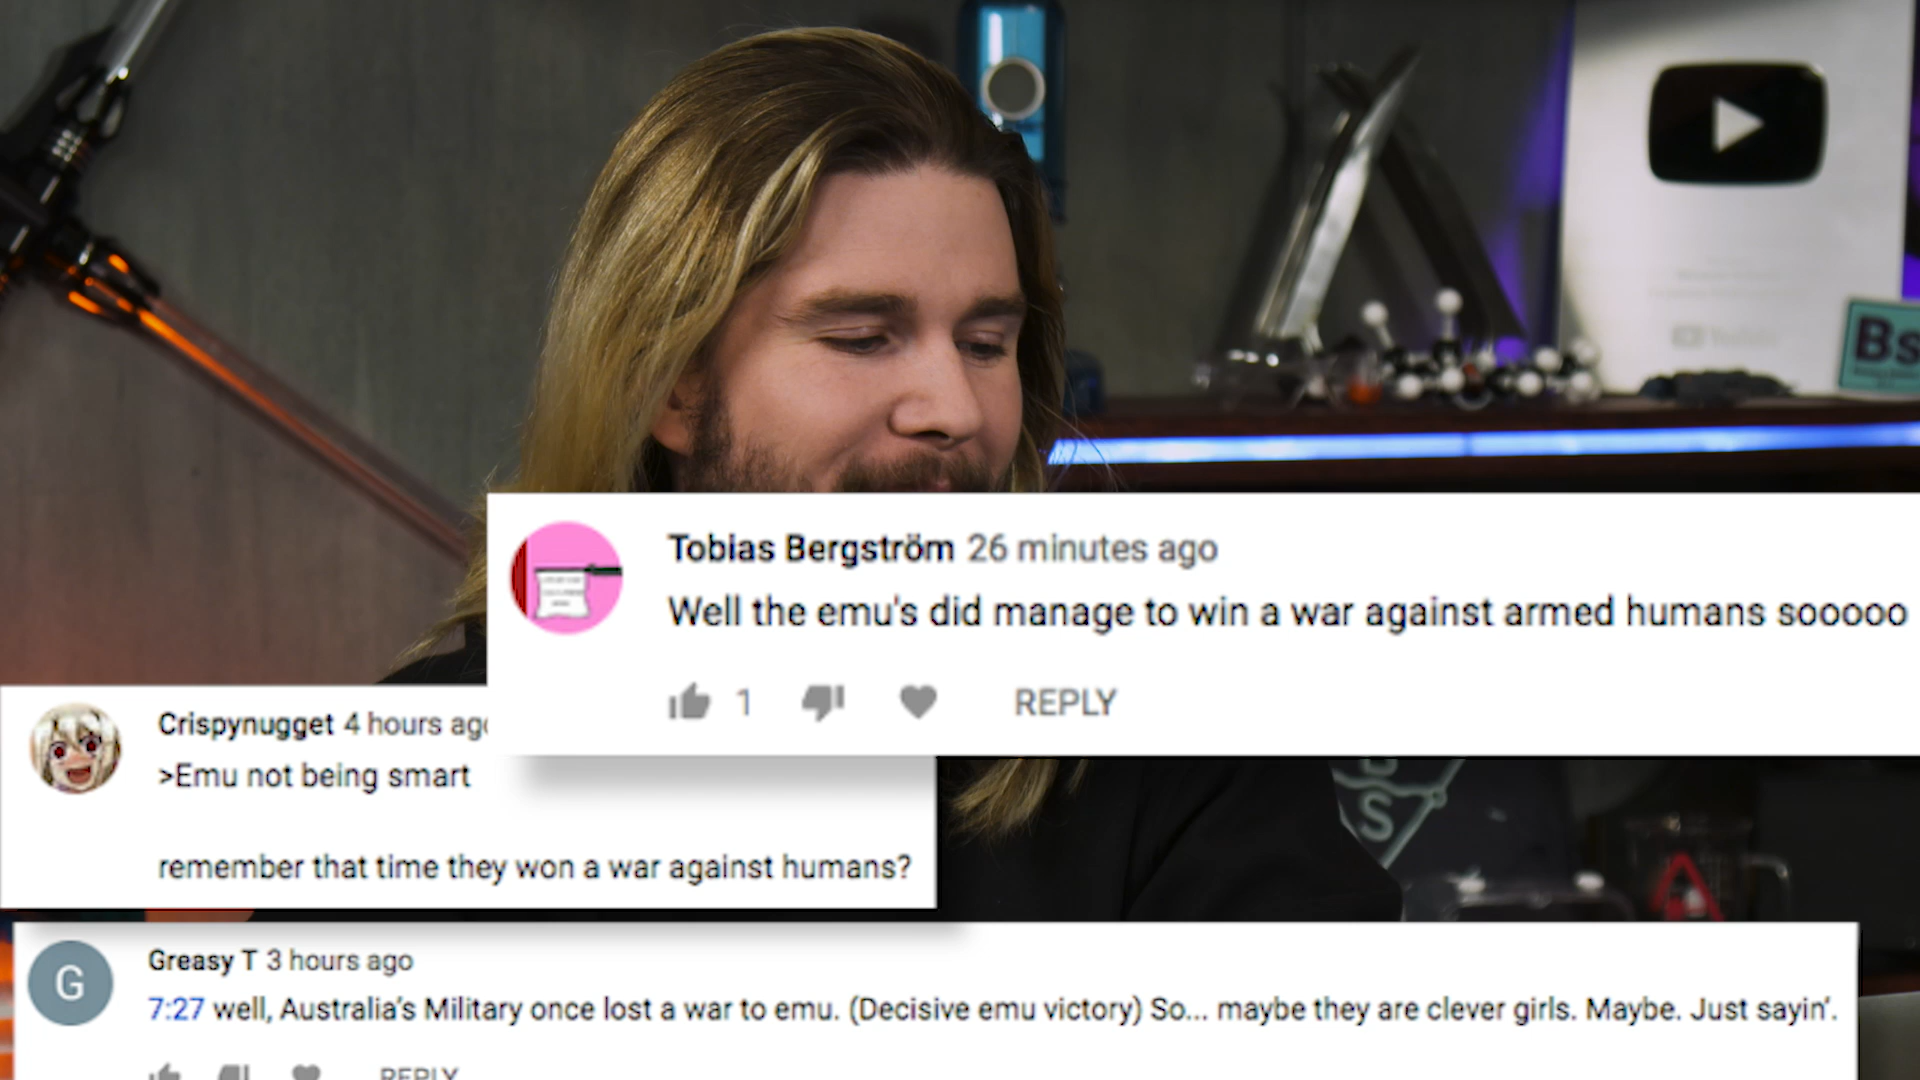 Bs
Tobias Bergström 26 minutes ago
Well the emu's did manage to win a war against armed humans sooooo
1 REPLY
Crispynugget 4 hours ago
>Emu not being smart
remember that time they won a war against humans?
S
G
Greasy T 3 hours ago
7:27 well, Australia's Military once lost a war to emu. (Decisive emu victory) So... maybe they are clever girls. Maybe. Just sayin'.
REPLY